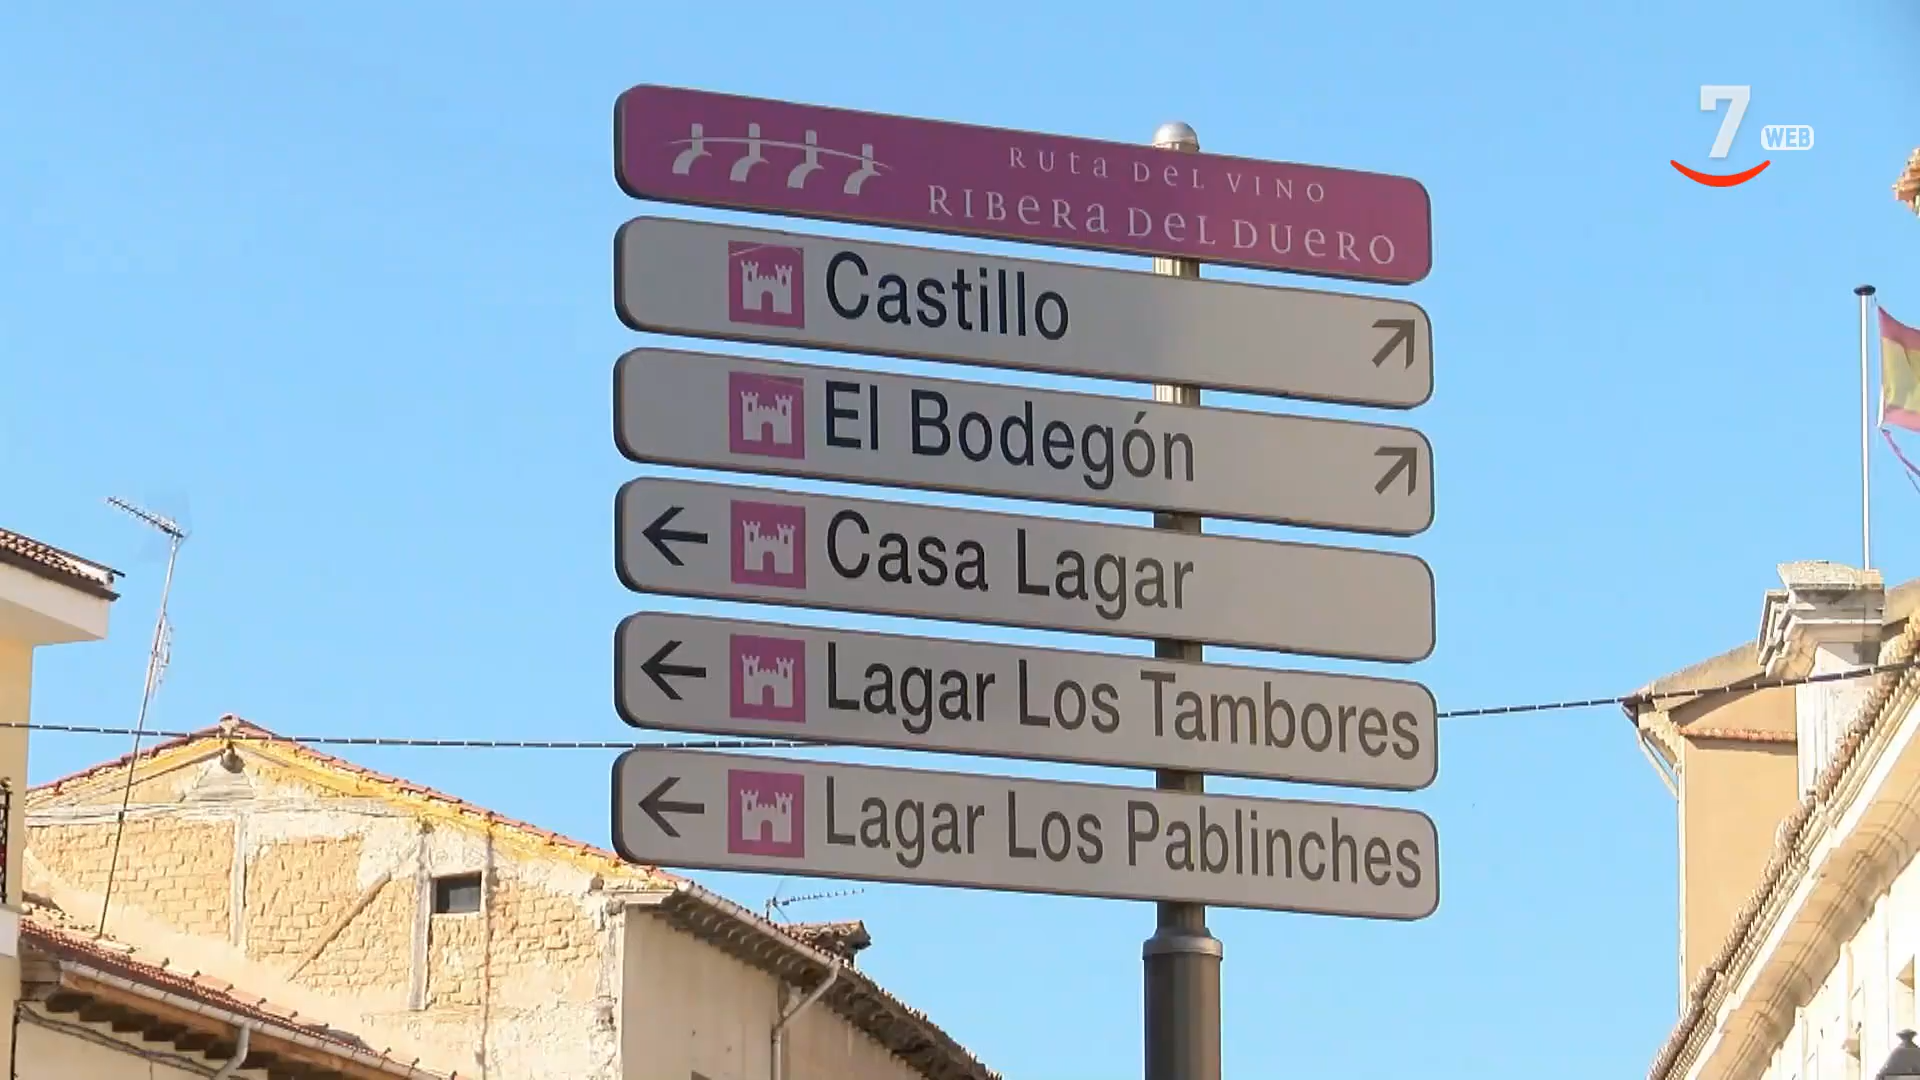 7
WEB
RUta DEL VINO
RIBERA DEL DUERO
Castillo
El Bodegón
Casa Lagar
Lagar Los Tambores
Lagar Los Pablinches